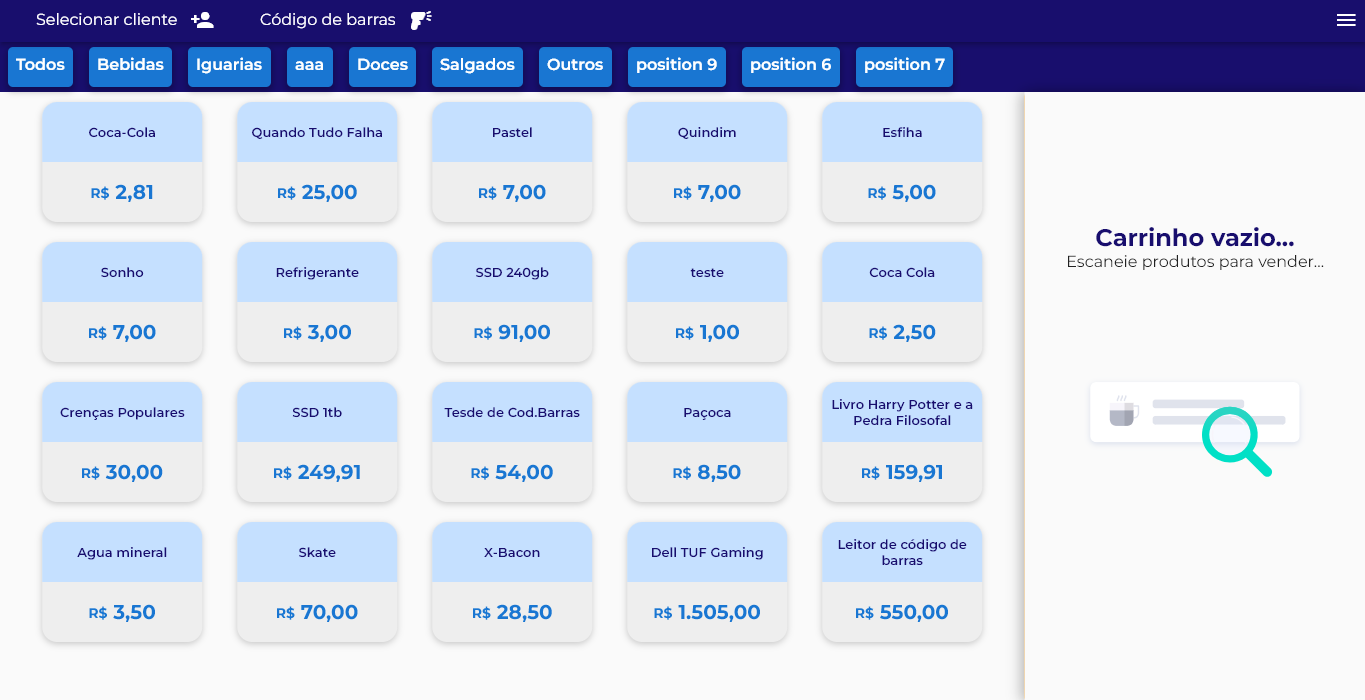 Selecionar cliente
Código de barras
Todos
Bebidas
Iguarias
aaa
Doces
Salgados
Outros
position 9
position 6
position 7
Coca-Cola
R$ 2,81
Quando Tudo Falha
R$ 25,00
Pastel
R$ 7,00
Quindim
R$ 7,00
Esfiha
R$ 5,00
Sonho
R$ 7,00
Refrigerante
R$ 3,00
SSD 240gb
R$ 91,00
teste
R$ 1,00
Coca Cola
R$ 2,50
Crenças Populares
R$ 30,00
SSD 1tb
R$ 249,91
Tesde de Cod.Barras
R$ 54,00
Paçoca
R$ 8,50
Livro Harry Potter e a
Pedra Filosofal
R$ 159,91
Agua mineral
R$ 3,50
Skate
R$ 70,00
X-Bacon
R$ 28,50
Dell TUF Gaming
R$ 1.505,00
Leitor de código de
barras
R$ 550,00
Carrinho vazio...
Escaneie produtos para vender...